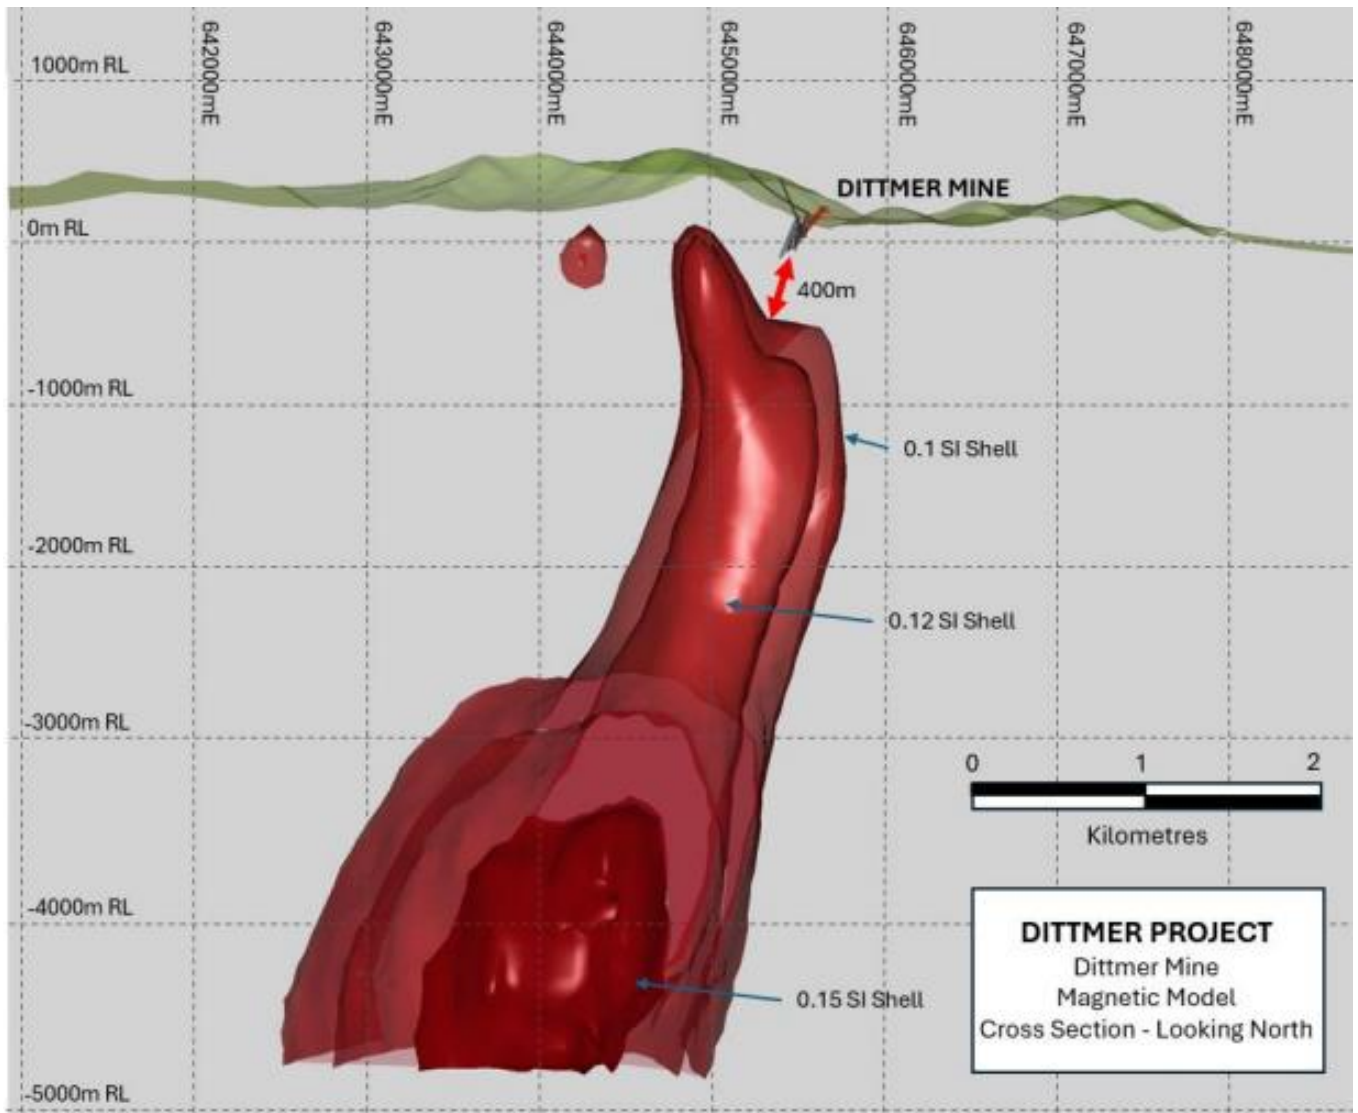 642000mE
643000mE
644000mE
645000mE
646000mE
647000mE
648000mE
1000m RL
DITTMER MINE
0m RL
400m
-1000m RL
0.1 SI Shell
-2000m RL
0.12 SI Shell
-3000m RL
0 1 2
Kilometres
-4000m RL
DITTMER PROJECT
Dittmer Mine
Magnetic Model
Cross Section - Looking North
0.15 SI Shell
-5000m RL